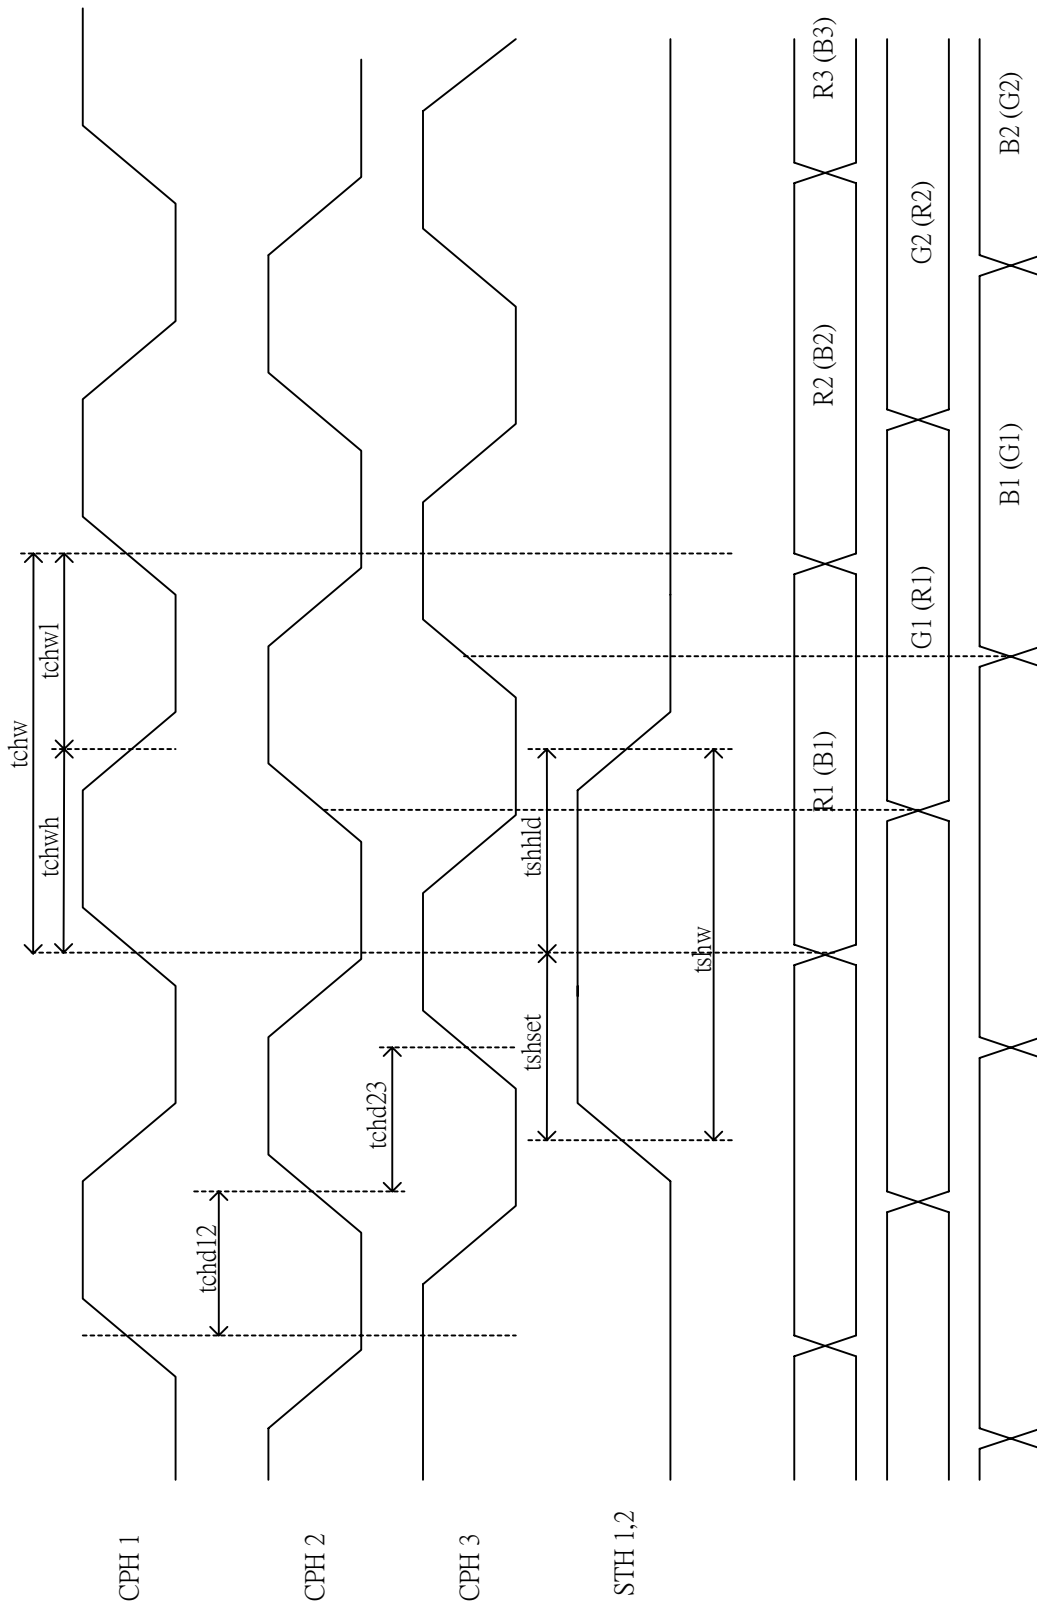 tchw
tchwh
tchwl
CPH 1
tchd12
CPH 2
tchd23
CPH 3
tshset
tshhld
STH 1,2
tshw
R1 (B1)
R2 (B2)
R3 (B3)
G1 (R1)
G2 (R2)
B1 (G1)
B2 (G2)